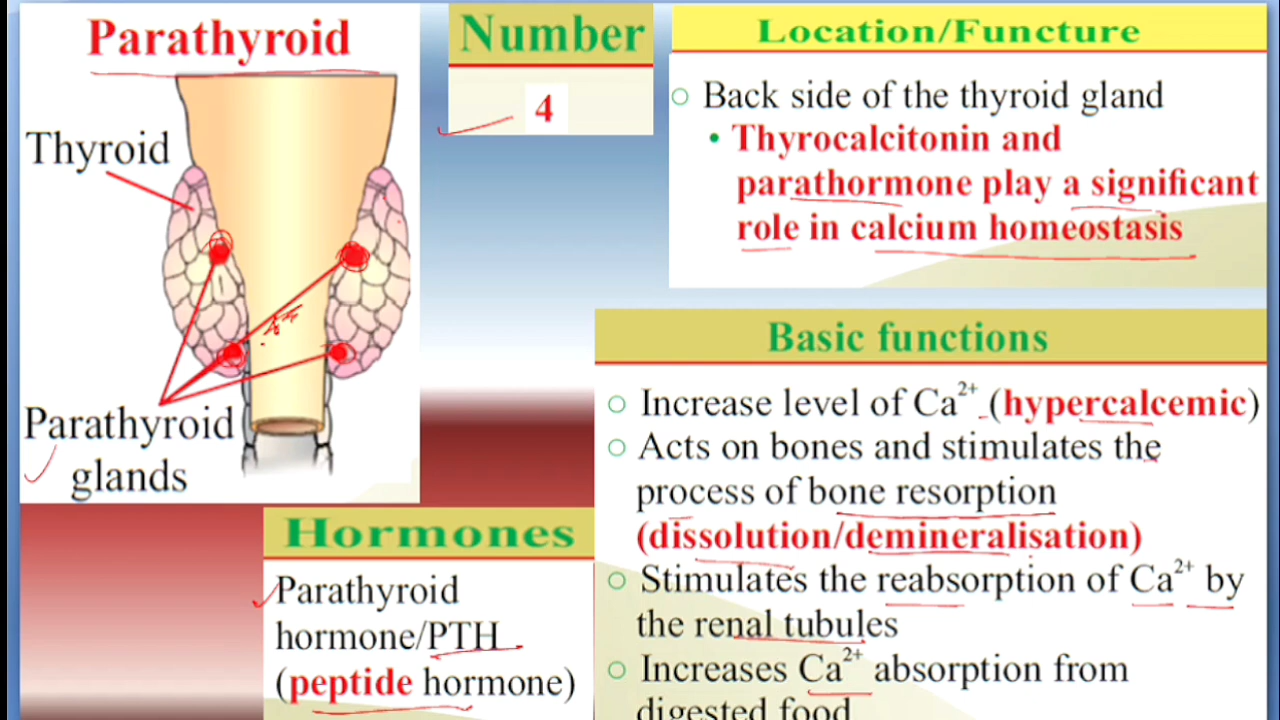 Parathyroid
Thyroid
Parathyroid
glands
Number
4
Location/Functure
Back side of the thyroid gland
Thyrocalcitonin and
parathormone play a significant
role in calcium homeostasis
Hormones
Parathyroid
hormone/PTH
(peptide hormone)
Basic functions
Increase level of Ca²⁺ (hypercalcemic)
Acts on bones and stimulates the
process of bone resorption
(dissolution/demineralisation)
Stimulates the reabsorption of Ca²⁺ by
the renal tubules
Increases Ca²⁺ absorption from
digested food